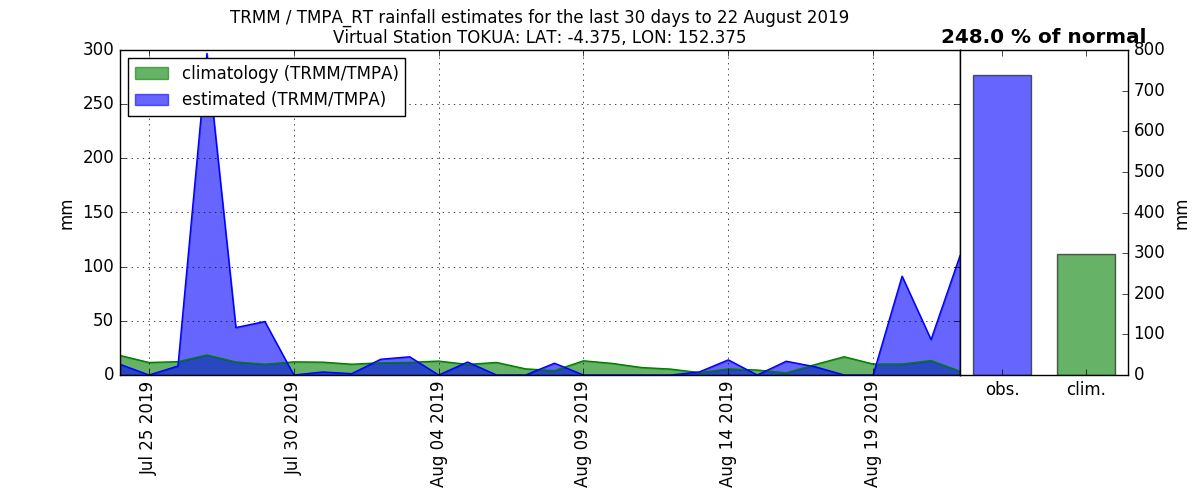 TRMM / TMPA_RT rainfall estimates for the last 30 days to 22 August 2019
Virtual Station TOKUA: LAT: -4.375, LON: 152.375
248.0 % of normal
climatology (TRMM/TMPA)
estimated (TRMM/TMPA)
mm
300
250
200
150
100
50
0
Jul 25 2019
Jul 30 2019
Aug 04 2019
Aug 09 2019
Aug 14 2019
Aug 19 2019
obs.
clim.
800
700
600
500
400
300
200
100
0
mm